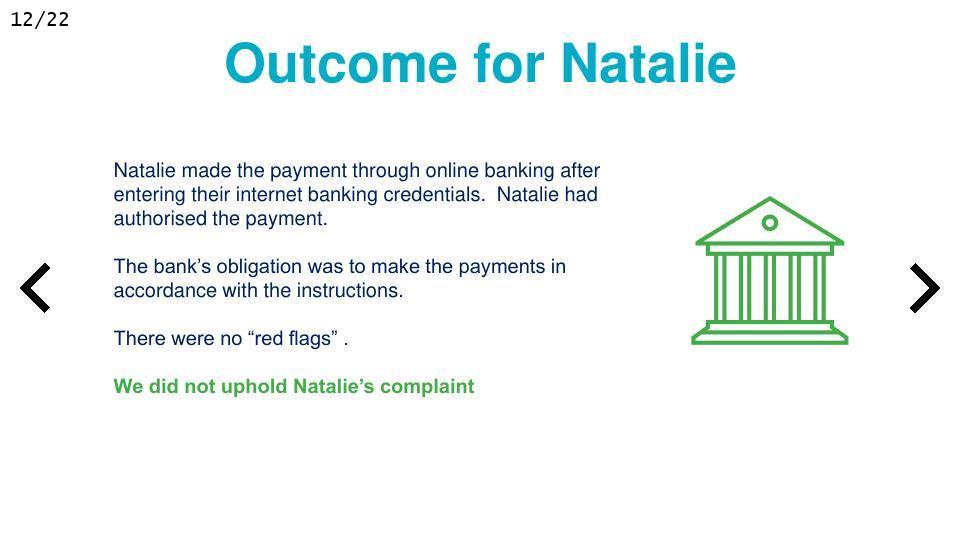 12/22
Outcome for Natalie
Natalie made the payment through online banking after
entering their internet banking credentials.  Natalie had
authorised the payment.
The bank’s obligation was to make the payments in
accordance with the instructions.
There were no “red flags” .
We did not uphold Natalie’s complaint